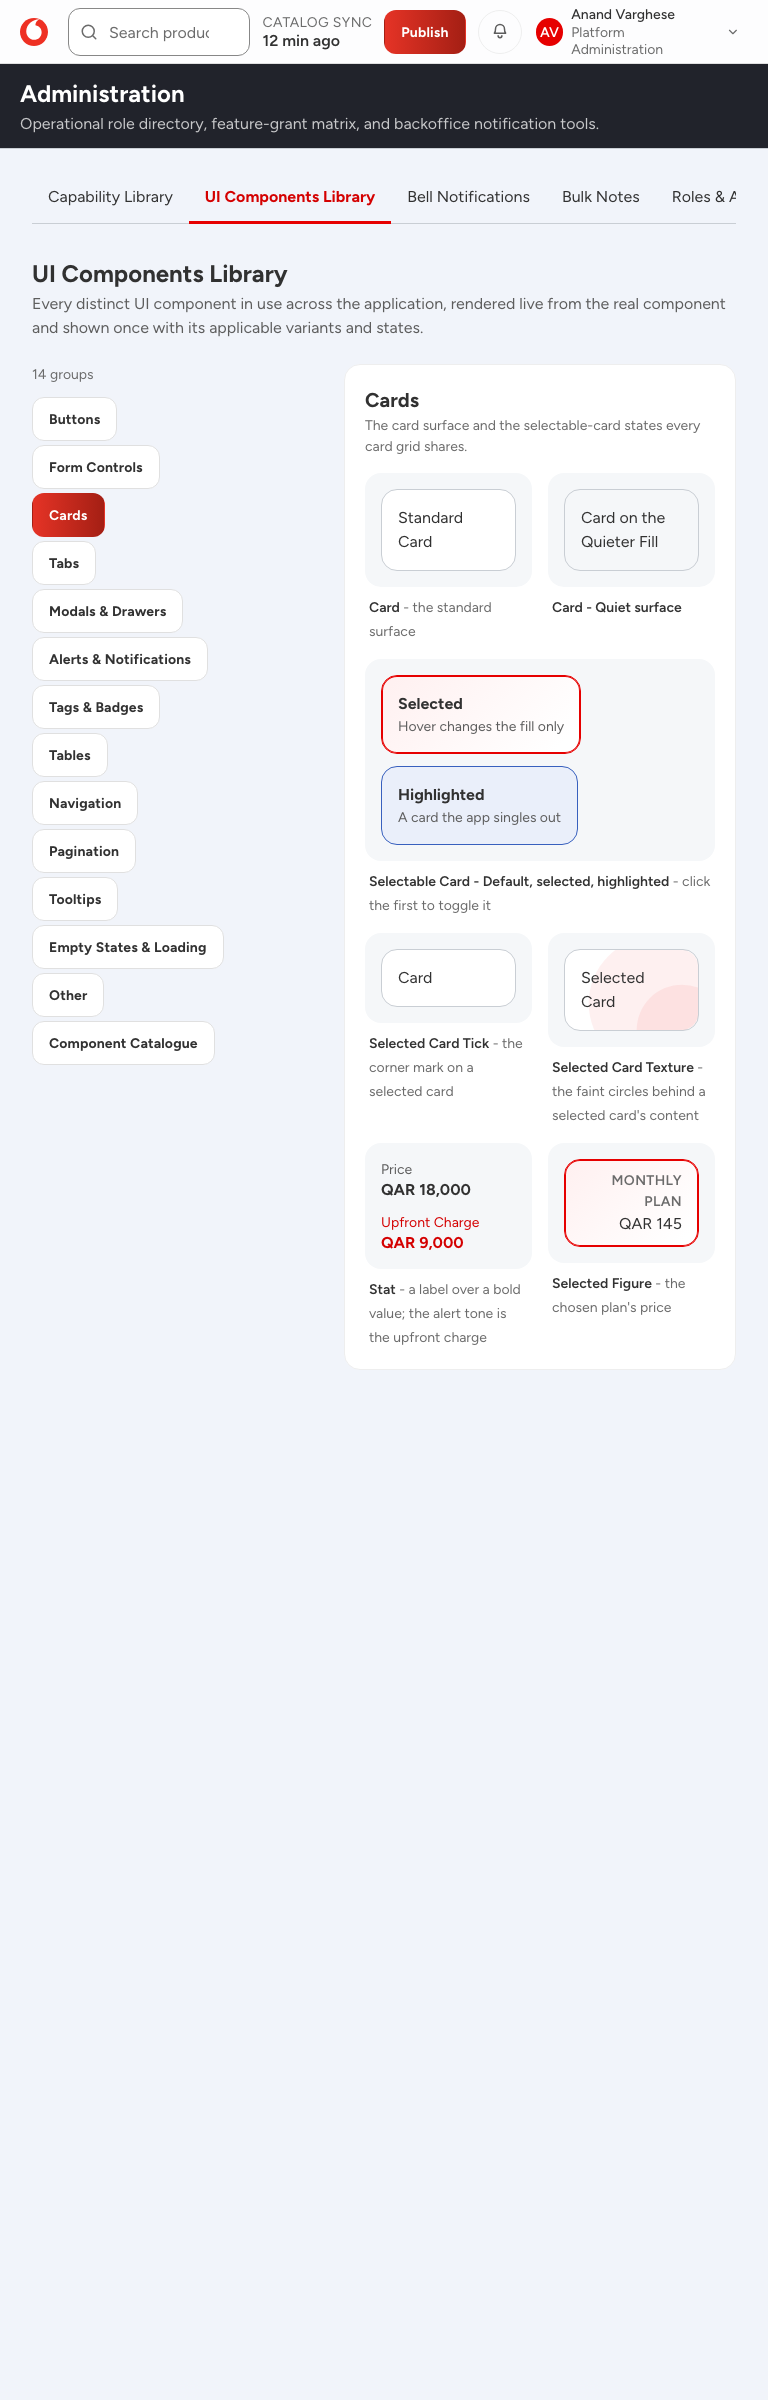 Search produc
CATALOG SYNC
12 min ago
Publish
AV
Anand Varghese
Platform
Administration
Administration
Operational role directory, feature-grant matrix, and backoffice notification tools.
Capability Library
UI Components Library
Bell Notifications
Bulk Notes
Roles & A
UI Components Library
Every distinct UI component in use across the application, rendered live from the real component
and shown once with its applicable variants and states.
14 groups
Buttons
Form Controls
Cards
Tabs
Modals & Drawers
Alerts & Notifications
Tags & Badges
Tables
Navigation
Pagination
Tooltips
Empty States & Loading
Other
Component Catalogue
Cards
The card surface and the selectable-card states every
card grid shares.
Standard
Card
Card - the standard
surface
Card on the
Quieter Fill
Card - Quiet surface
Selected
Hover changes the fill only
Highlighted
A card the app singles out
Selectable Card - Default, selected, highlighted - click
the first to toggle it
Card
Selected Card Tick - the
corner mark on a
selected card
Selected
Card
Selected Card Texture -
the faint circles behind a
selected card's content
Price
QAR 18,000
Upfront Charge
QAR 9,000
Stat - a label over a bold
value; the alert tone is
the upfront charge
MONTHLY
PLAN
QAR 145
Selected Figure - the
chosen plan's price